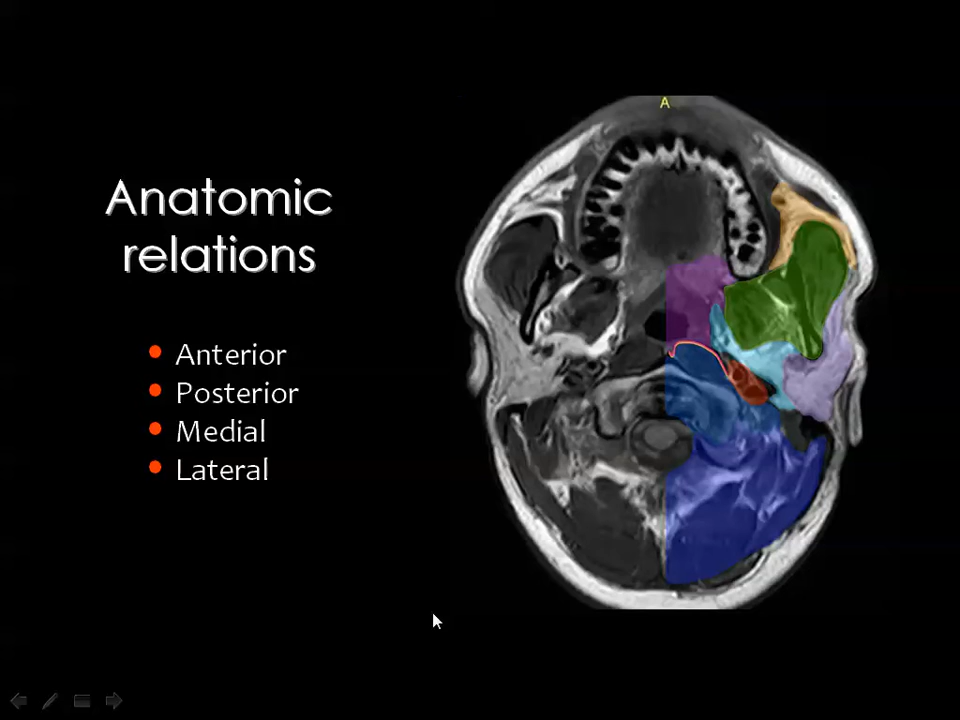 Anatomic
relations
Anterior
Posterior
Medial
Lateral
A